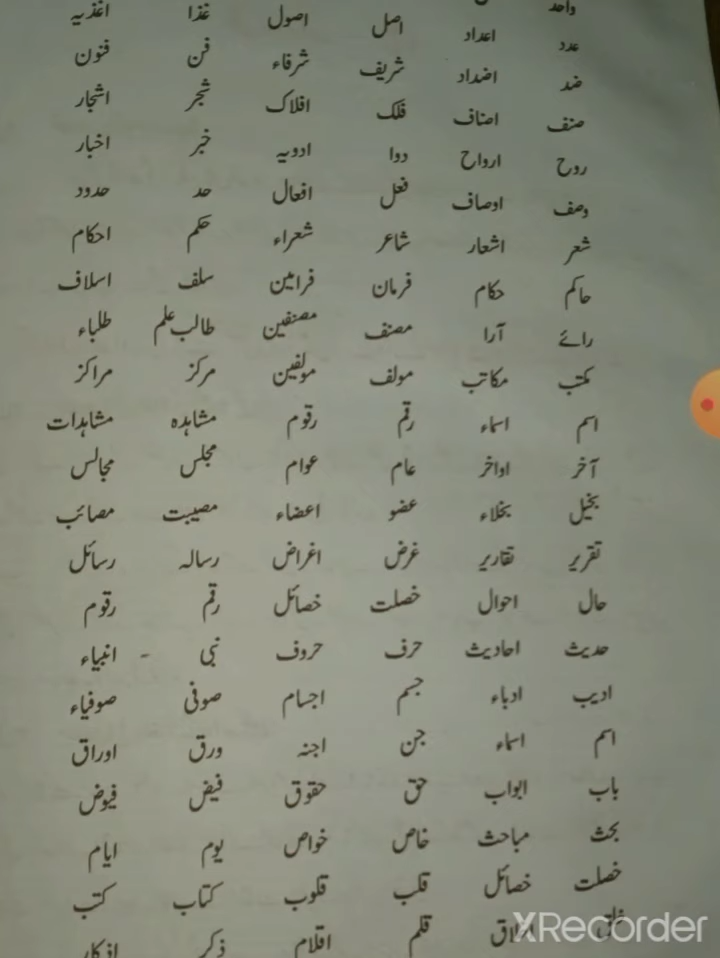 واحد
عدد اعداد اصل اصول غذا اغذیہ
ضد اضداد شریف شرفاء فن فنون
صنف اصناف فلک افلاک شجر اشجار
روح ارواح دوا ادویہ خبر اخبار
وصف اوصاف فعل افعال حد حدود
شعر اشعار شاعر شعراء حکم احکام
حاکم حکام فرمان فرامین سلف اسلاف
رائے آرا مصنف مصنفین طالب علم طلباء
مکتب مکاتب مولف مولفین مرکز مراکز
اسم اسماء رقم رقوم مشاہدہ مشاہدات
آخر اواخر عام عوام مجلس مجالس
بخیل بخلاء عضو اعضاء مصیبت مصائب
تقریر تقاریر غرض اغراض رسالہ رسائل
حال احوال خصلت خصائل رقم رقوم
حدیث احادیث حرف حروف نبی - انبیاء
ادیب ادباء جسم اجسام صوفی صوفیاء
اسم اسماء جن اجنہ ورق اوراق
باب ابواب حق حقوق فیض فیوض
بحث مباحث خاص خواص یوم ایام
خصلت خصائل قلب قلوب کتاب کتب
قلم اقلام ذکر اذکار
XRecorder